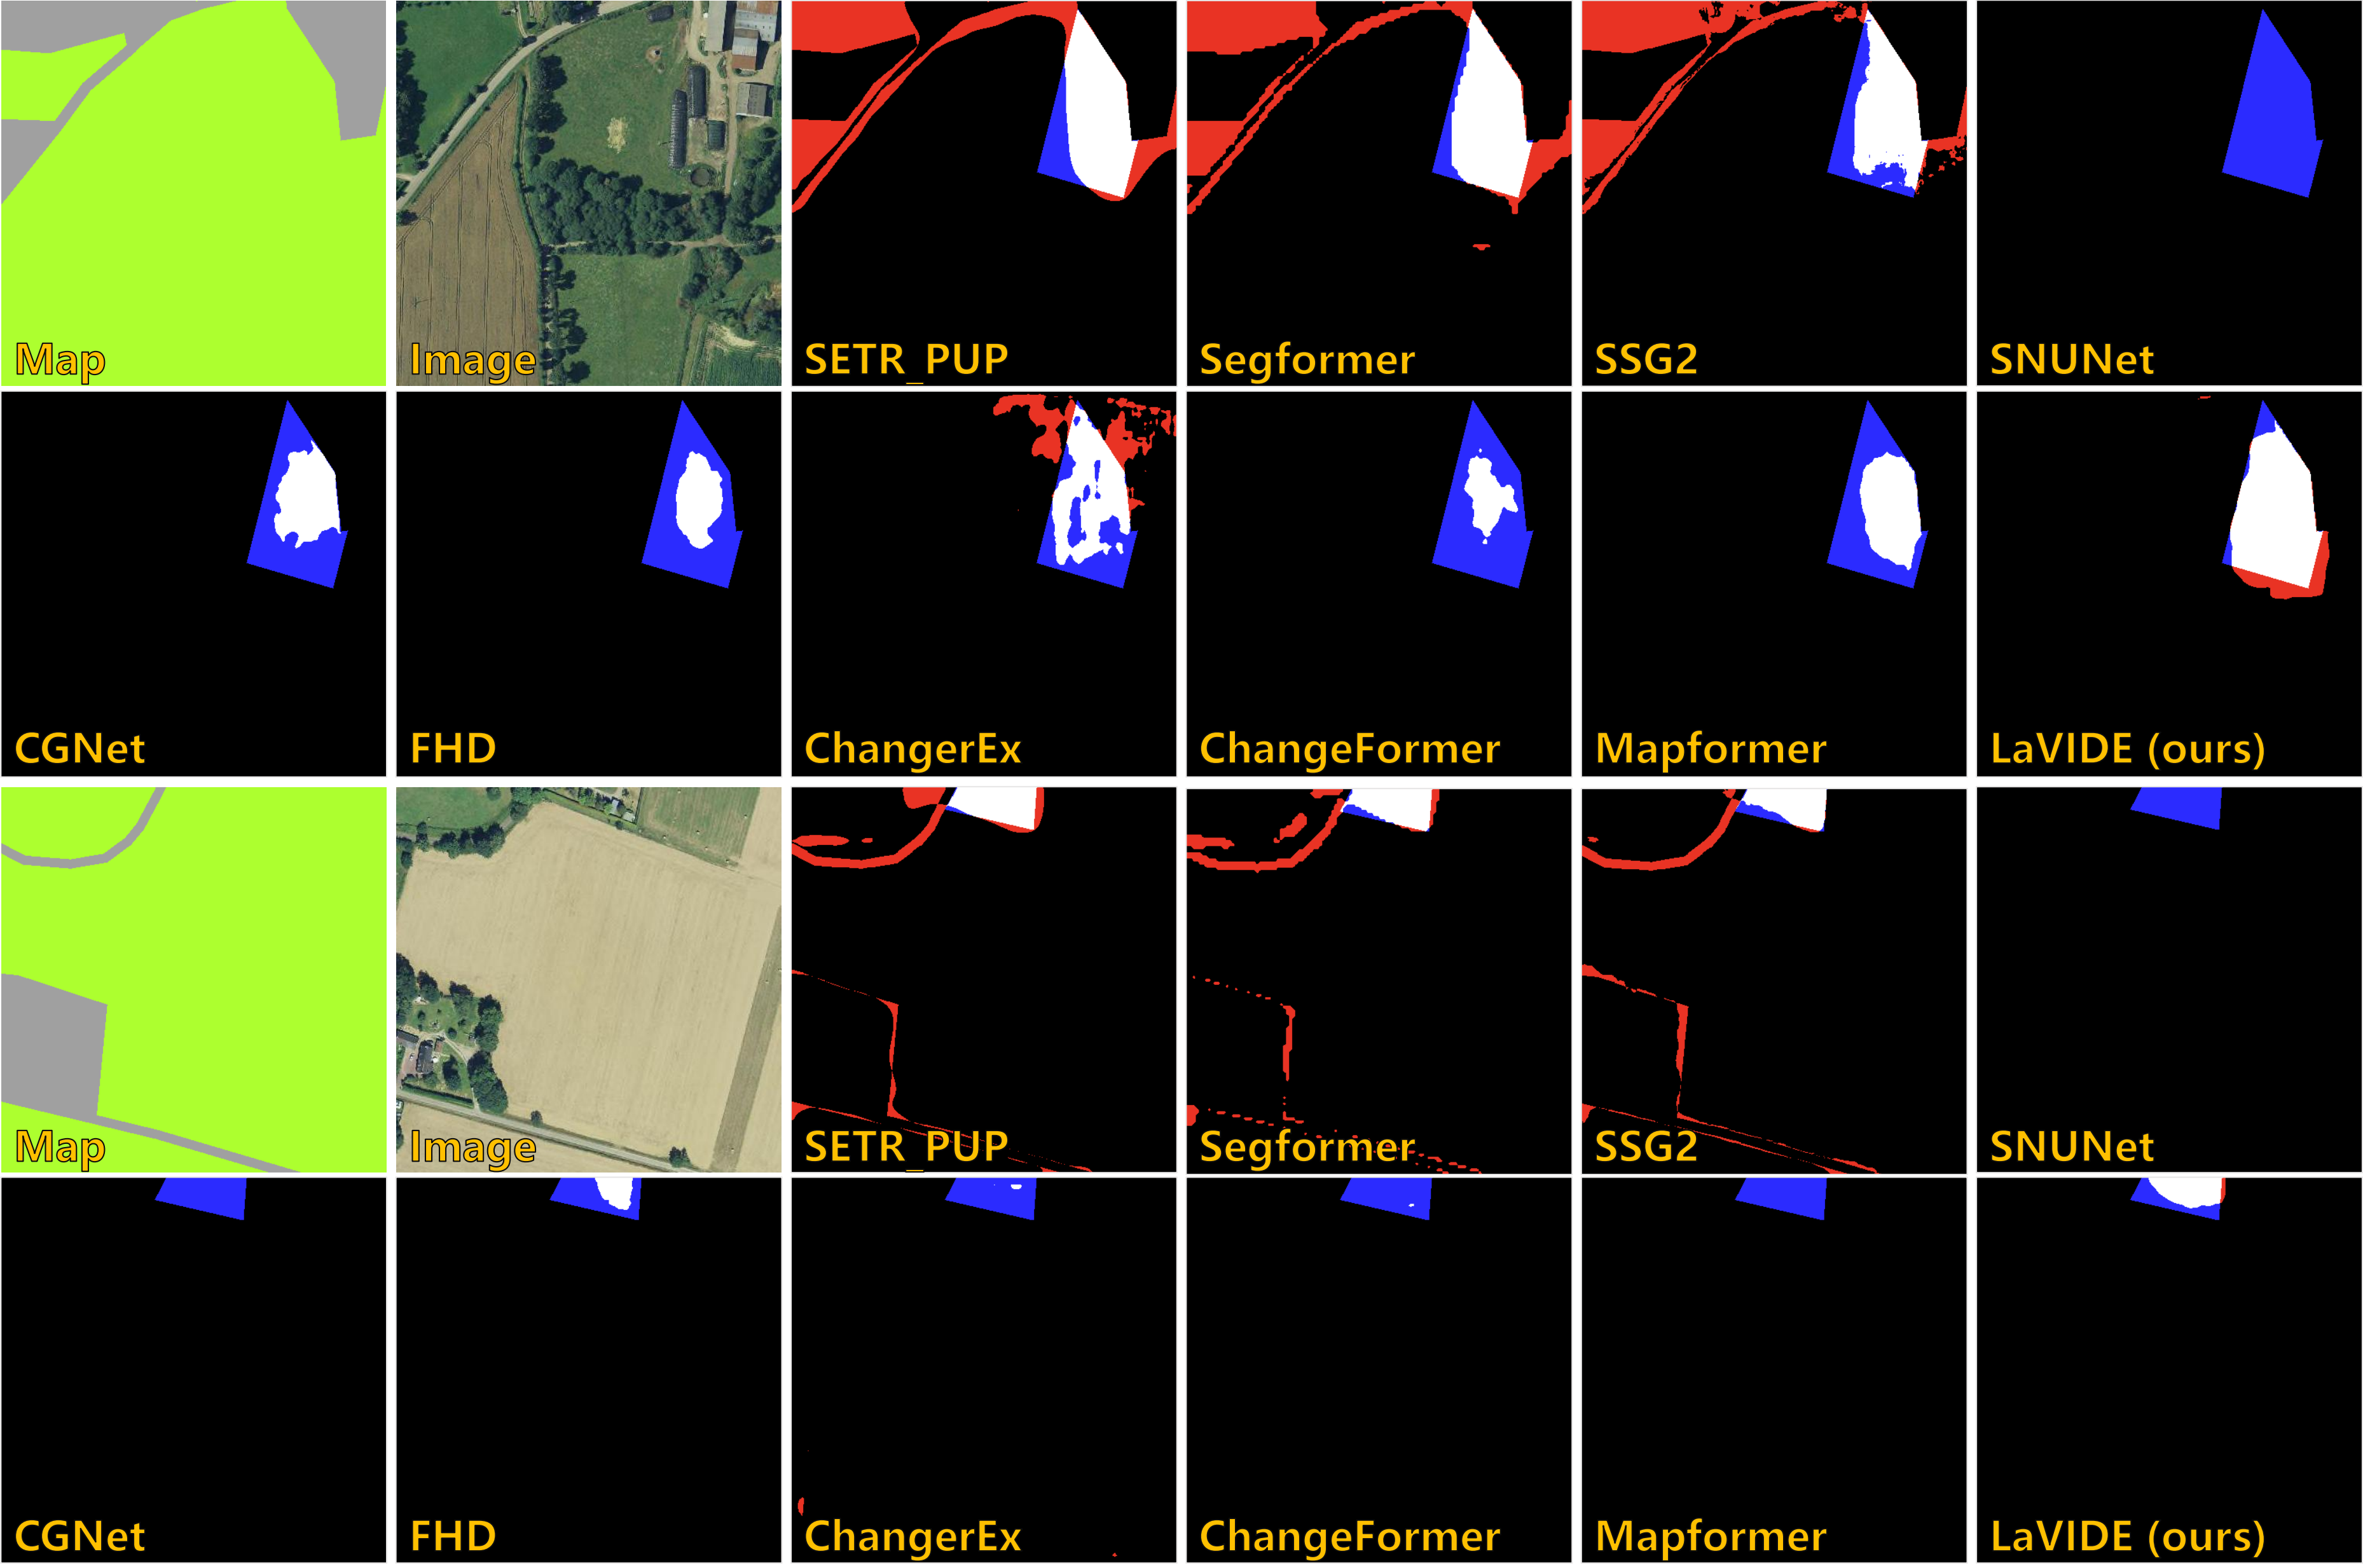 Map
Image
SETR_PUP
Segformer
SSG2
SNUNet
CGNet
FHD
ChangerEx
ChangeFormer
Mapformer
LaVIDE (ours)
Map
Image
SETR_PUP
Segformer
SSG2
SNUNet
CGNet
FHD
ChangerEx
ChangeFormer
Mapformer
LaVIDE (ours)